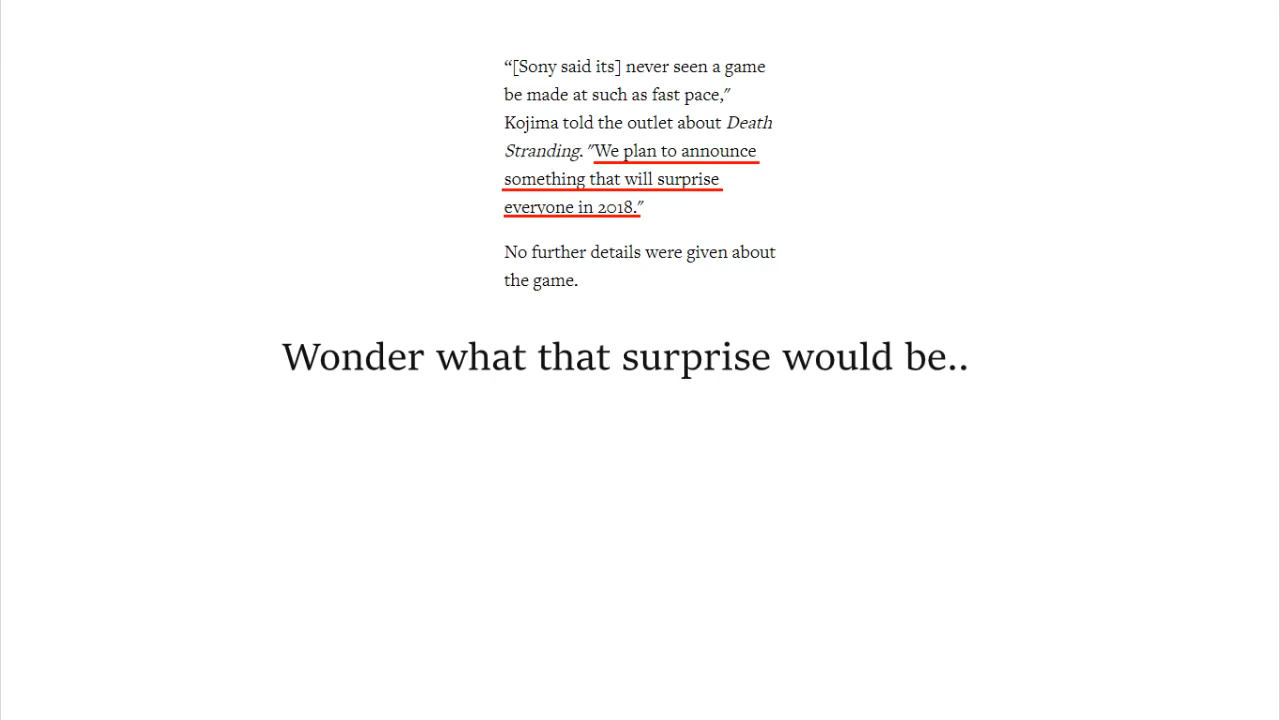 “[Sony said its] never seen a game
be made at such as fast pace,"
Kojima told the outlet about Death
Stranding. "We plan to announce
something that will surprise
everyone in 2018."
No further details were given about
the game.
Wonder what that surprise would be..